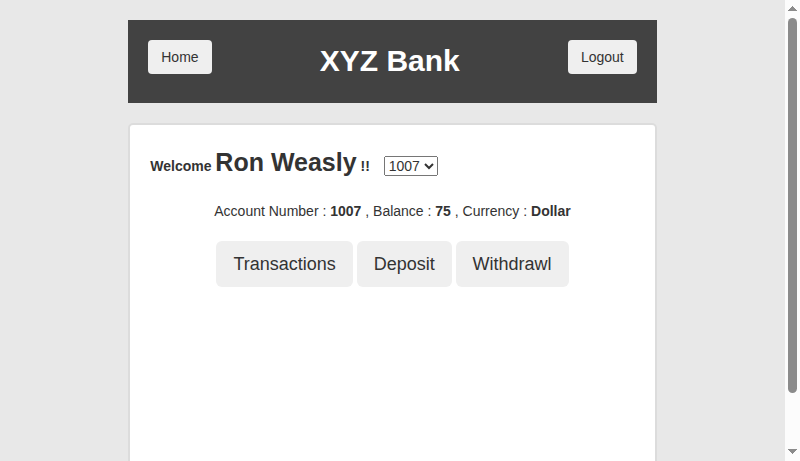 Home XYZ Bank Logout
Welcome Ron Weasly !! 1007
Account Number : 1007 , Balance : 75 , Currency : Dollar
Transactions Deposit Withdrawl